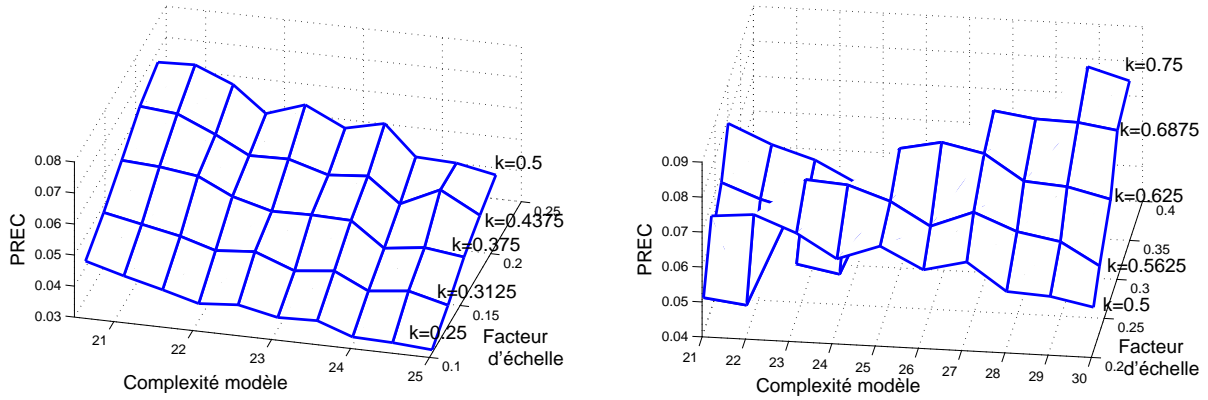 k=0.5
0.25
k=0.4375
k=0.375
0.2
k=0.3125
0.15
k=0.25
0.1
0.08
0.07
0.06
0.05
0.04
0.03
PREC
21
22
23
24
25
Complexité modèle
Facteur
d'échelle
k=0.75
k=0.6875
k=0.625
0.4
0.35
k=0.5625
0.3
k=0.5
0.25
0.2
0.09
0.08
0.07
0.06
0.05
0.04
PREC
21
22
23
24
25
26
27
28
29
30
Complexité modèle
Facteur
d'échelle